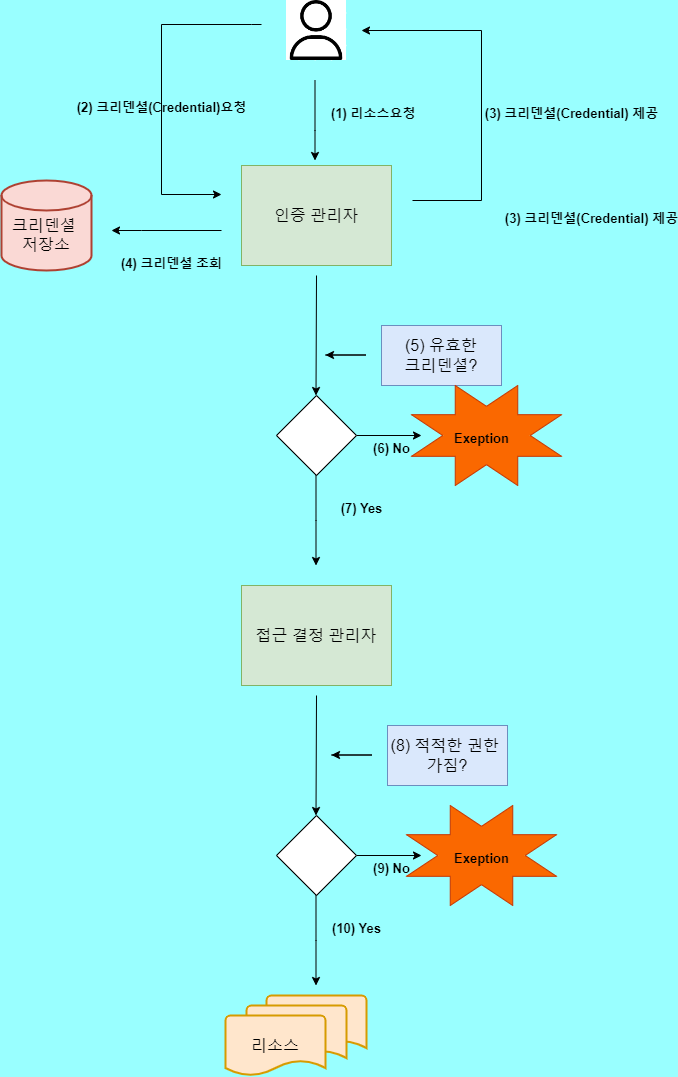 (2) 크리덴셜(Credential)요청
(1) 리소스요청
(3) 크리덴셜(Credential) 제공
인증 관리자
(3) 크리덴셜(Credential) 제공
크리덴셜
저장소
(4) 크리덴셜 조회
(5) 유효한
크리덴셜?
Exeption
(6) No
(7) Yes
접근 결정 관리자
(8) 적적한 권한
가짐?
Exeption
(9) No
(10) Yes
리소스